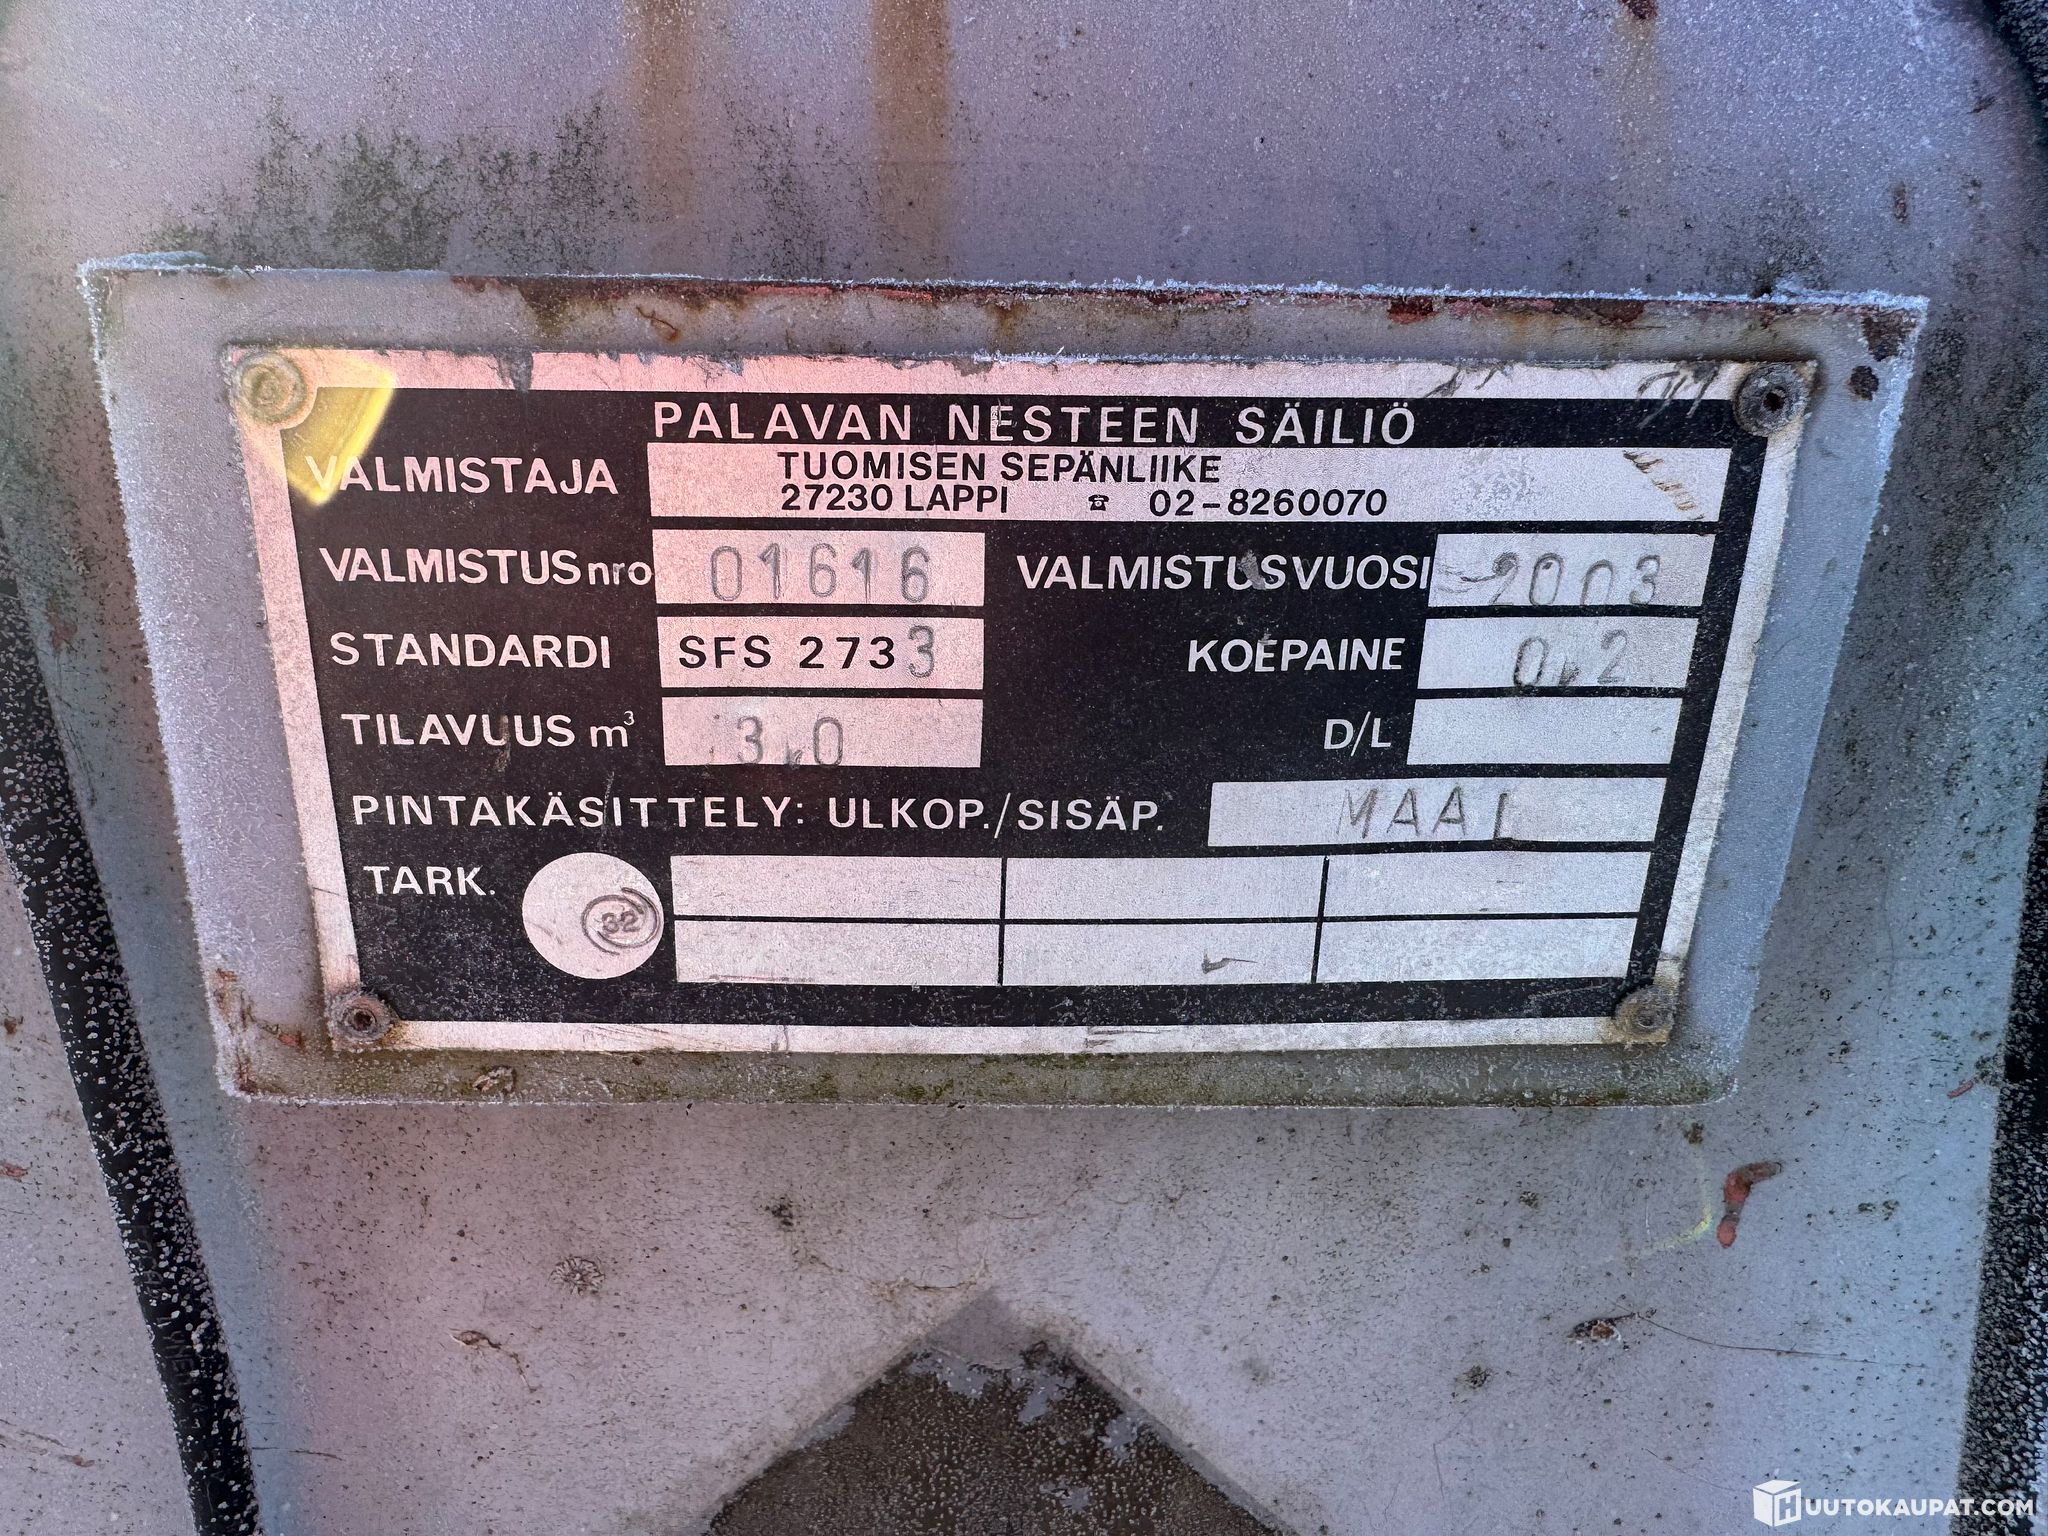 PALAVAN NESTEEN SÄILIÖ
VALMISTAJA TUOMISEN SEPÄNLIIKE
27230 LAPPI ☎ 02-8260070
VALMISTUSnro 01616 VALMISTUSVUOSI 2003
STANDARDI SFS 2733 KOEPAINE 0,2
TILAVUUS m³ 3,0 D/L
PINTAKÄSITTELY: ULKOP./SISÄP. MAAL
TARK. 32
HUUTOKAUPAT.COM